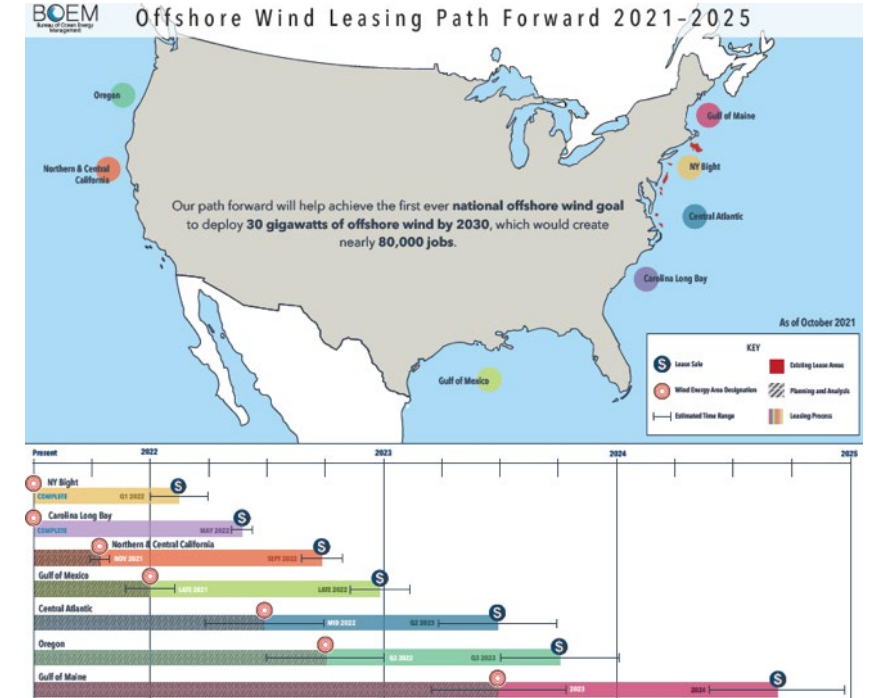 BOEM
Bureau of Ocean Energy
Management
Offshore Wind Leasing Path Forward 2021–2025
Oregon
Gulf of Maine
Northern & Central
California
NY Bight
Our path forward will help achieve the first ever national offshore wind goal
to deploy 30 gigawatts of offshore wind by 2030, which would create
nearly 80,000 jobs.
Central Atlantic
Carolina Long Bay
Gulf of Mexico
As of October 2021
KEY
S Lease Sale
Existing Lease Areas
Wind Energy Area Designation
Planning and Analysis
Estimated Time Range
Leasing Process
Present 2022 2023 2024 2025
NY Bight
S
COMPLETE Q1 2022
Carolina Long Bay
S
COMPLETE MAY 2022
Northern & Central California
S
NOV 2021 SEPT 2022
Gulf of Mexico
S
LATE 2021 LATE 2022
Central Atlantic
S
MID 2022 Q2 2023
Oregon
S
Q3 2022 Q3 2023
Gulf of Maine
S
2023 2024